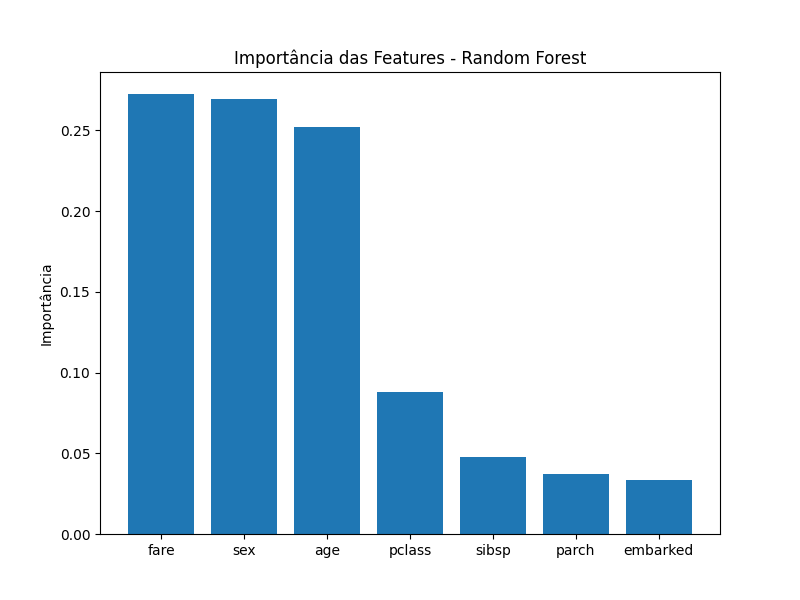 Importância das Features - Random Forest
Importância
0.25
0.20
0.15
0.10
0.05
0.00
fare sex age pclass sibsp parch embarked